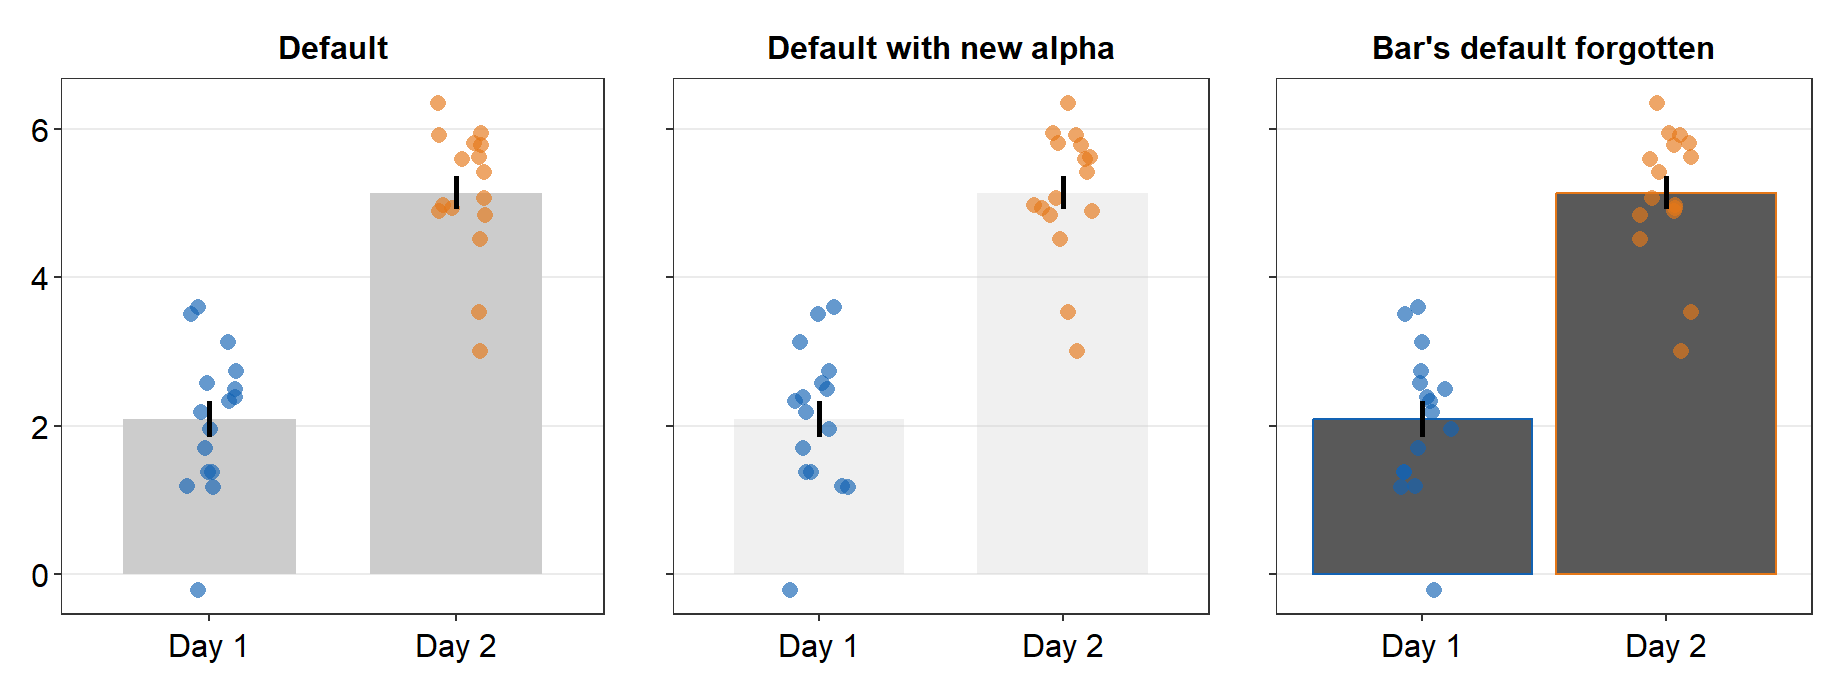 Default
Default with new alpha
Bar's default forgotten
6
4
2
0
Day 1
Day 2
Day 1
Day 2
Day 1
Day 2